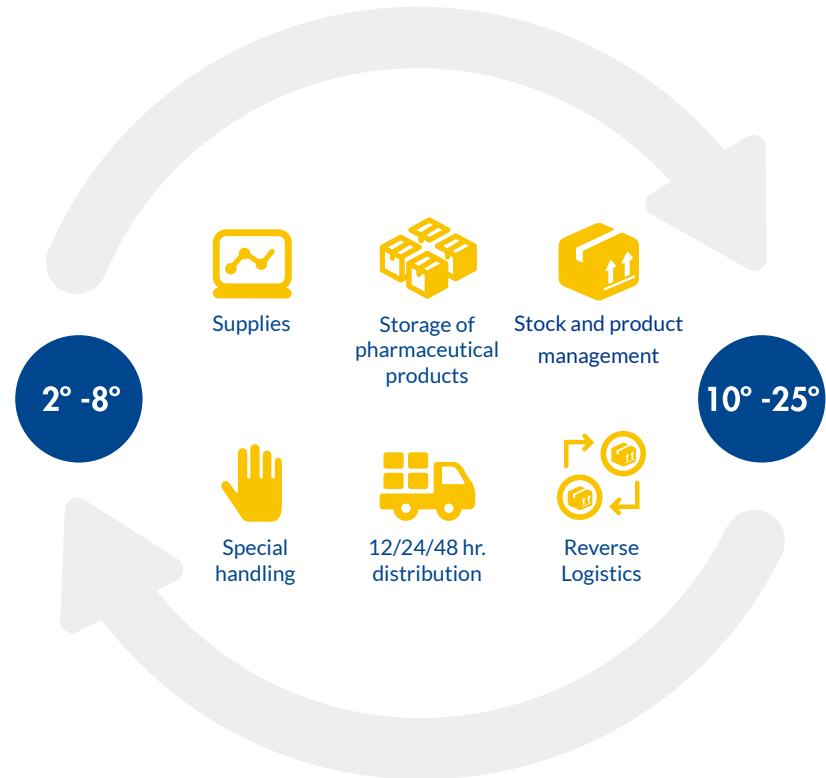 Supplies
Storage of
pharmaceutical
products
Stock and product
management
2° -8°
10° -25°
Special
handling
12/24/48 hr.
distribution
Reverse
Logistics